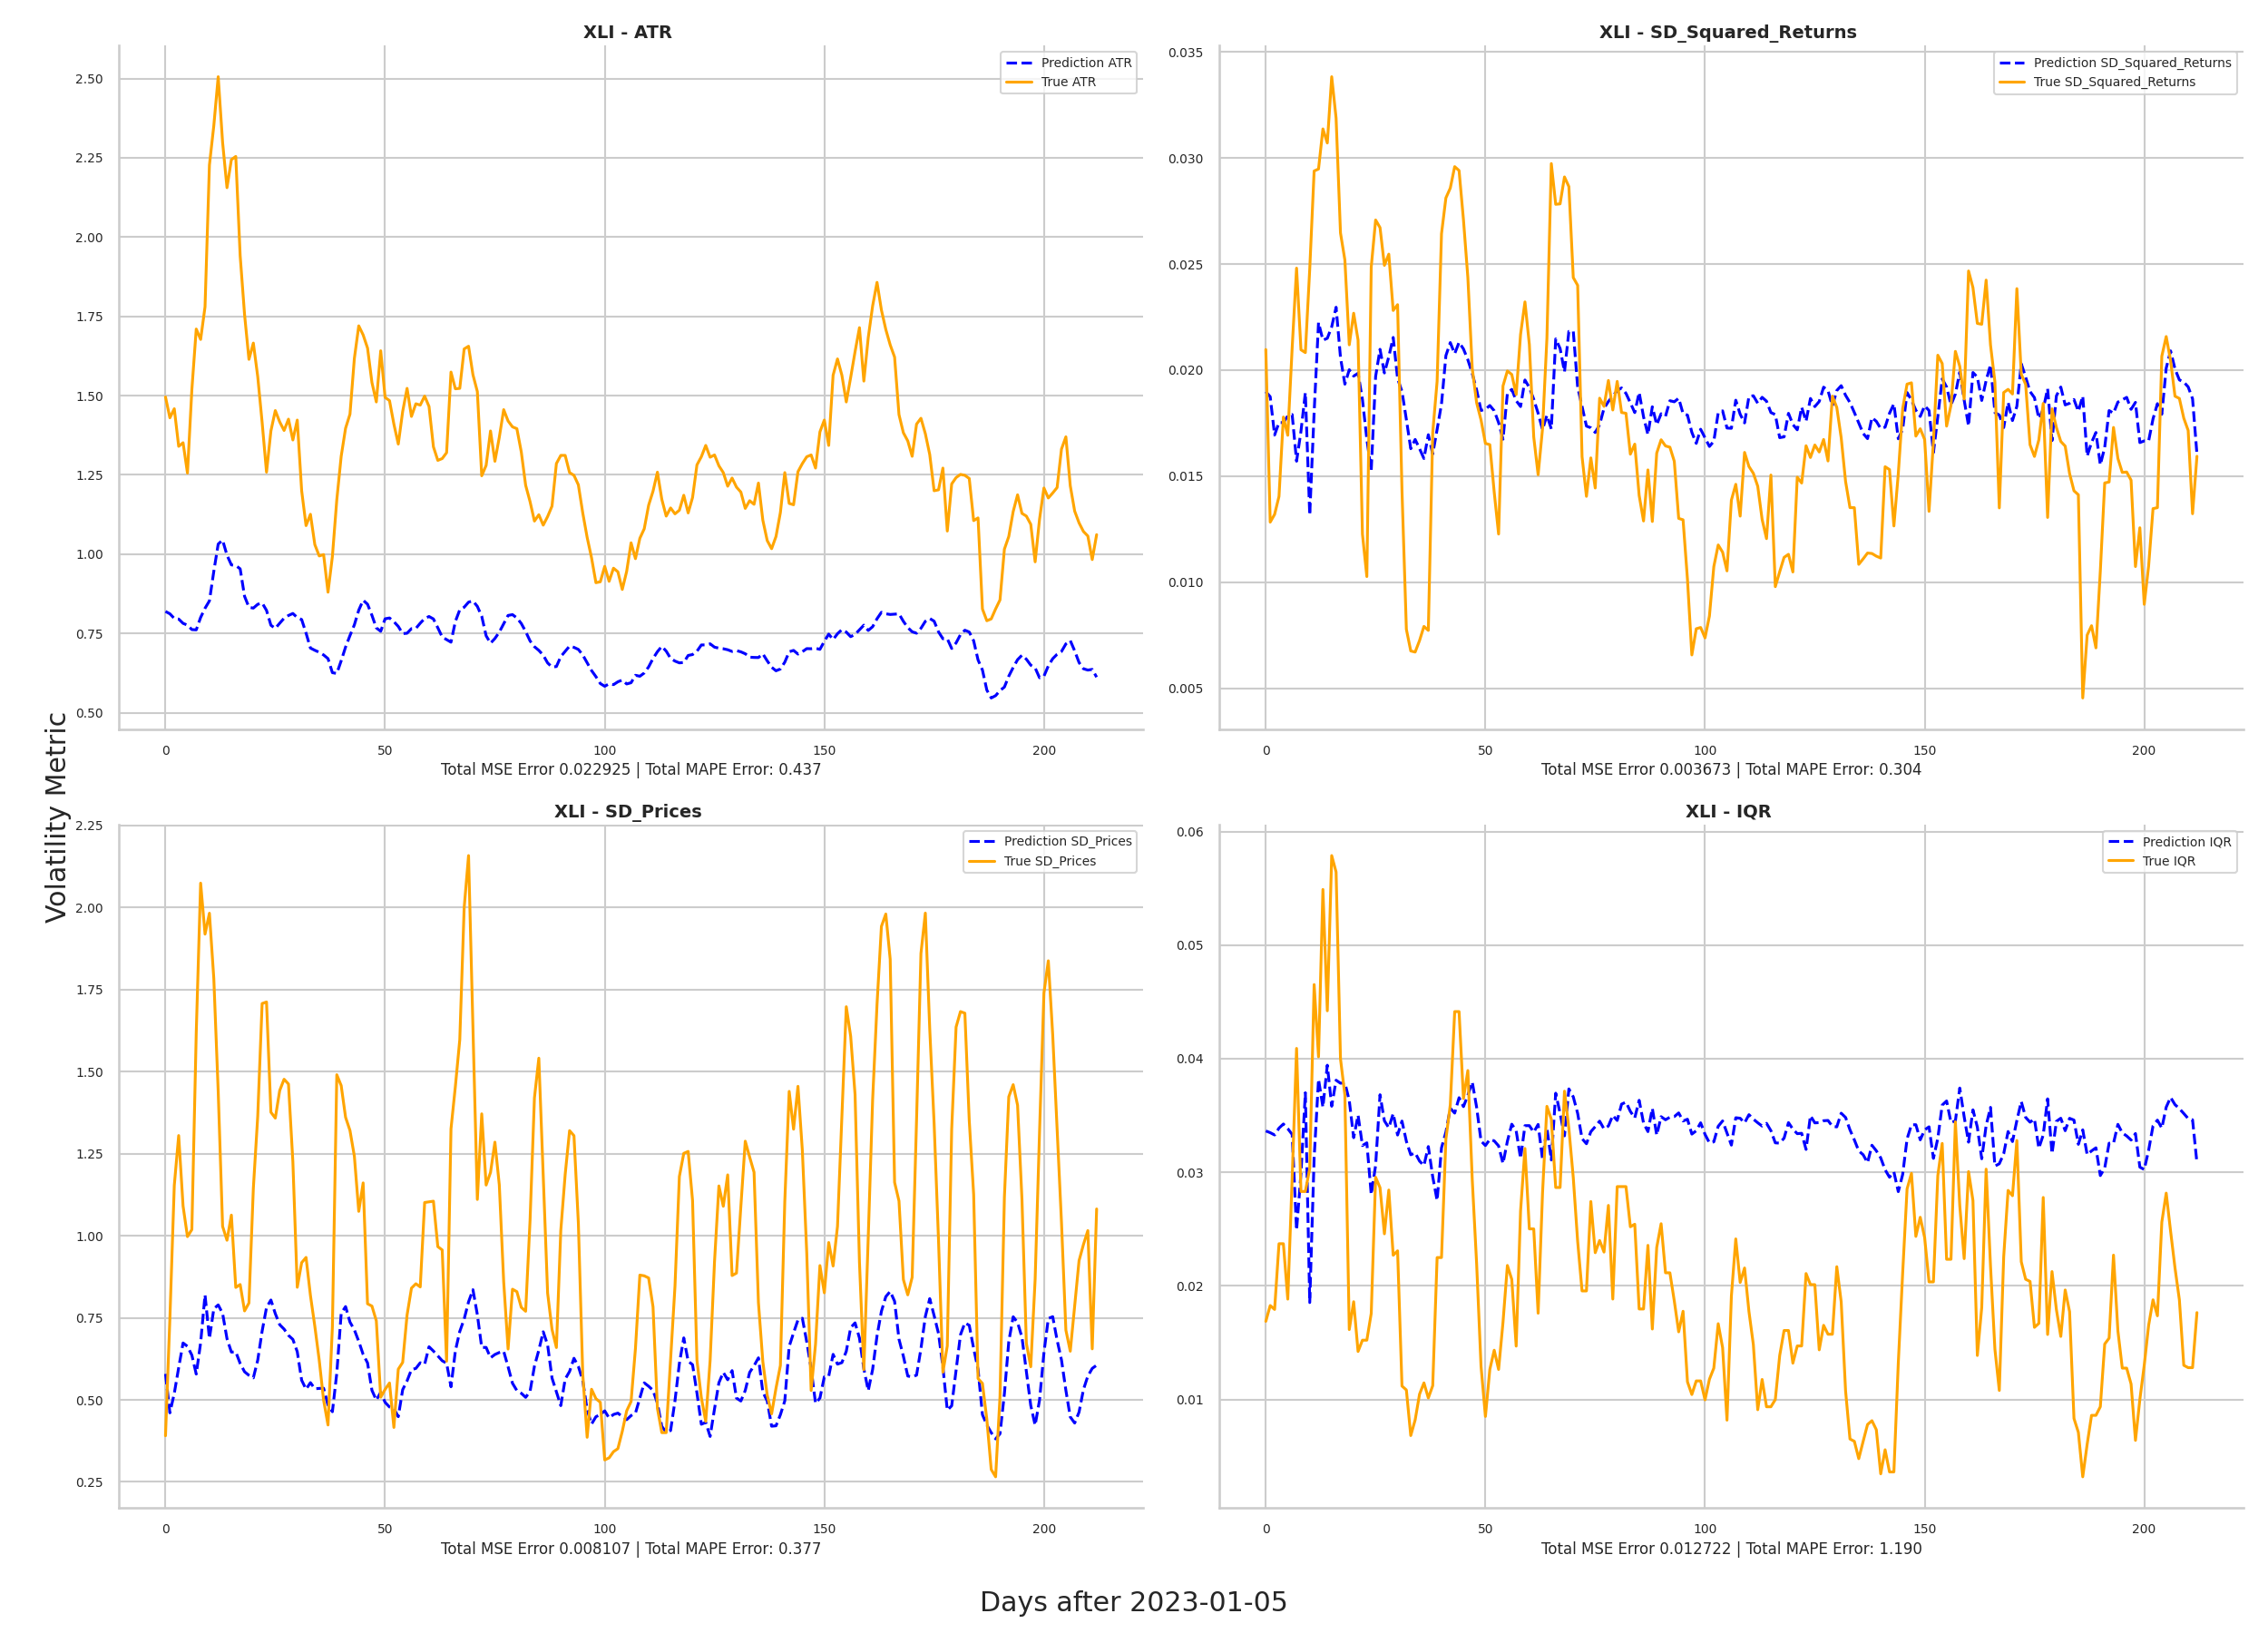 XLI - ATR
Prediction ATR
True ATR
2.50
2.25
2.00
1.75
1.50
1.25
1.00
0.75
0.50
0
50
100
150
200
Total MSE Error 0.022925 | Total MAPE Error: 0.437
XLI - SD_Squared_Returns
Prediction SD_Squared_Returns
True SD_Squared_Returns
0.035
0.030
0.025
0.020
0.015
0.010
0.005
0
50
100
150
200
Total MSE Error 0.003673 | Total MAPE Error: 0.304
Volatility Metric
XLI - SD_Prices
Prediction SD_Prices
True SD_Prices
2.25
2.00
1.75
1.50
1.25
1.00
0.75
0.50
0.25
0
50
100
150
200
Total MSE Error 0.008107 | Total MAPE Error: 0.377
XLI - IQR
Prediction IQR
True IQR
0.06
0.05
0.04
0.03
0.02
0.01
0
50
100
150
200
Total MSE Error 0.012722 | Total MAPE Error: 1.190
Days after 2023-01-05